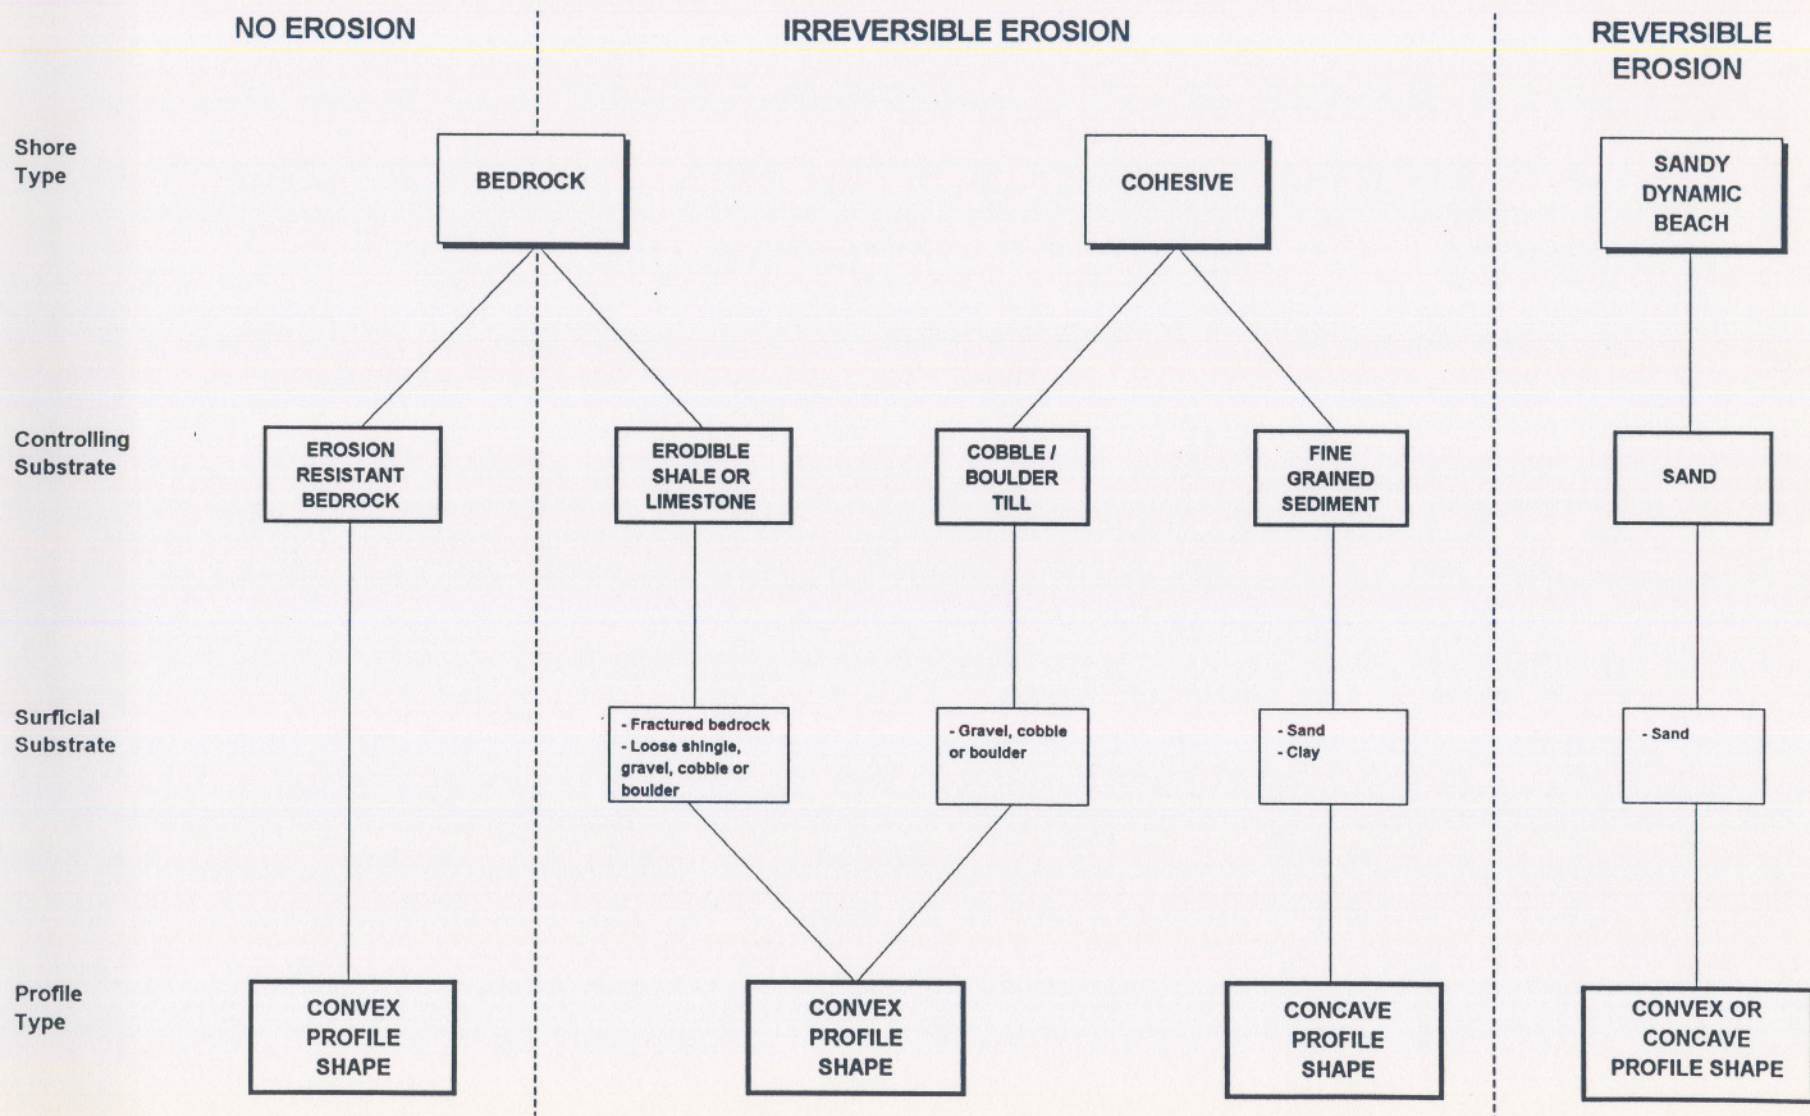 NO EROSION
IRREVERSIBLE EROSION
REVERSIBLE
EROSION
Shore
Type
BEDROCK
COHESIVE
SANDY
DYNAMIC
BEACH
Controlling
Substrate
EROSION
RESISTANT
BEDROCK
ERODIBLE
SHALE OR
LIMESTONE
COBBLE /
BOULDER
TILL
FINE
GRAINED
SEDIMENT
SAND
Surficial
Substrate
- Fractured bedrock
- Loose shingle,
gravel, cobble or
boulder
- Gravel, cobble
or boulder
- Sand
- Clay
- Sand
Profile
Type
CONVEX
PROFILE
SHAPE
CONVEX
PROFILE
SHAPE
CONCAVE
PROFILE
SHAPE
CONVEX OR
CONCAVE
PROFILE SHAPE